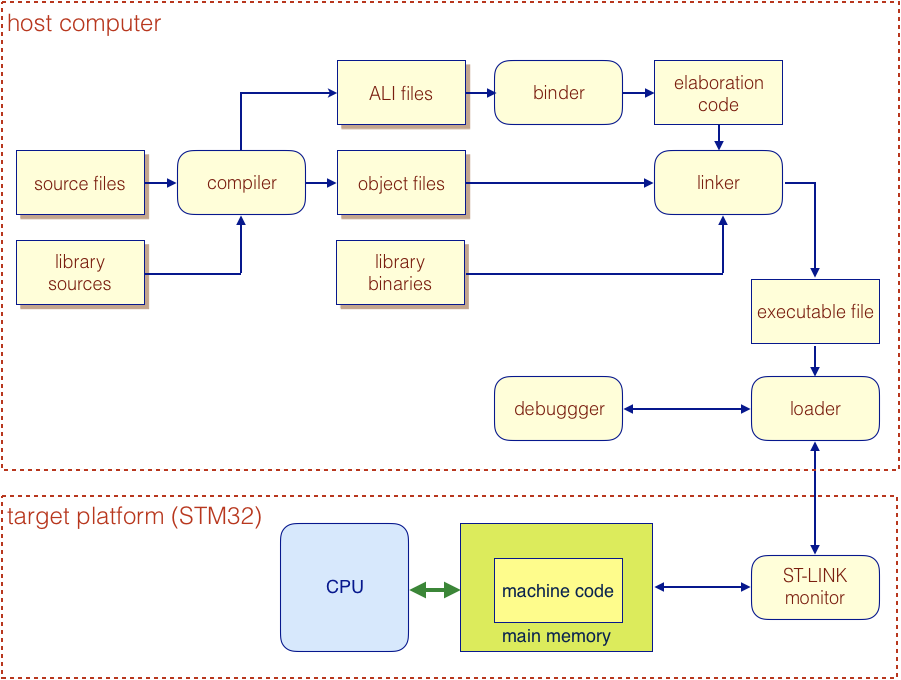 host computer
ALI files
binder
elaboration
code
source files
compiler
object files
linker
library
sources
library
binaries
executable file
debuggger
loader
target platform (STM32)
CPU
machine code
main memory
ST-LINK
monitor